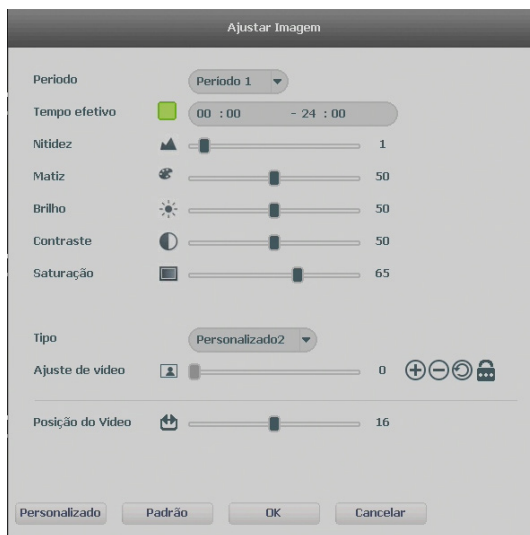 Ajustar Imagem
Periodo Periodo 1
Tempo efetivo 00 :00 - 24 : 00
Nitidez 1
Matiz 50
Brilho 50
Contraste 50
Saturação 65
Tipo Personalizado2
Ajuste de vídeo 0
Posição do Vídeo 16
Personalizado Padrão OK Cancelar